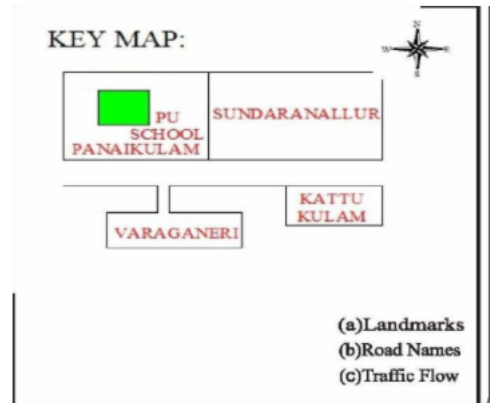 KEY MAP:
N
W E
S
PU
SCHOOL
PANAIKULAM
SUNDARANALLUR
KATTU
KULAM
VARAGANERI
(a)Landmarks
(b)Road Names
(c)Traffic Flow